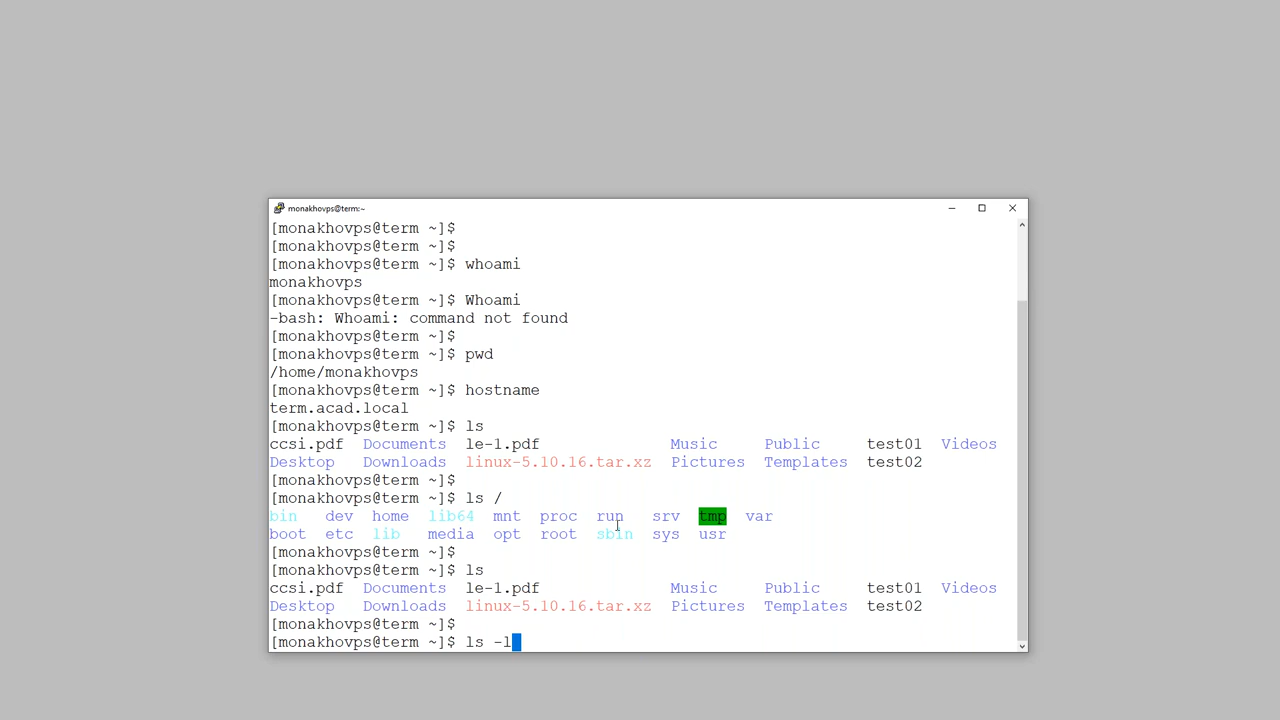 monakhovps@term:~
[monakhovps@term ~]$
[monakhovps@term ~]$
[monakhovps@term ~]$ whoami
monakhovps
[monakhovps@term ~]$ Whoami
-bash: Whoami: command not found
[monakhovps@term ~]$
[monakhovps@term ~]$ pwd
/home/monakhovps
[monakhovps@term ~]$ hostname
term.acad.local
[monakhovps@term ~]$ ls
ccsi.pdf Documents le-1.pdf Music Public test01 Videos
Desktop Downloads linux-5.10.16.tar.xz Pictures Templates test02
[monakhovps@term ~]$
[monakhovps@term ~]$ ls /
bin dev home lib64 mnt proc run srv tmp var
boot etc lib media opt root sbin sys usr
[monakhovps@term ~]$
[monakhovps@term ~]$ ls
ccsi.pdf Documents le-1.pdf Music Public test01 Videos
Desktop Downloads linux-5.10.16.tar.xz Pictures Templates test02
[monakhovps@term ~]$
[monakhovps@term ~]$ ls -l